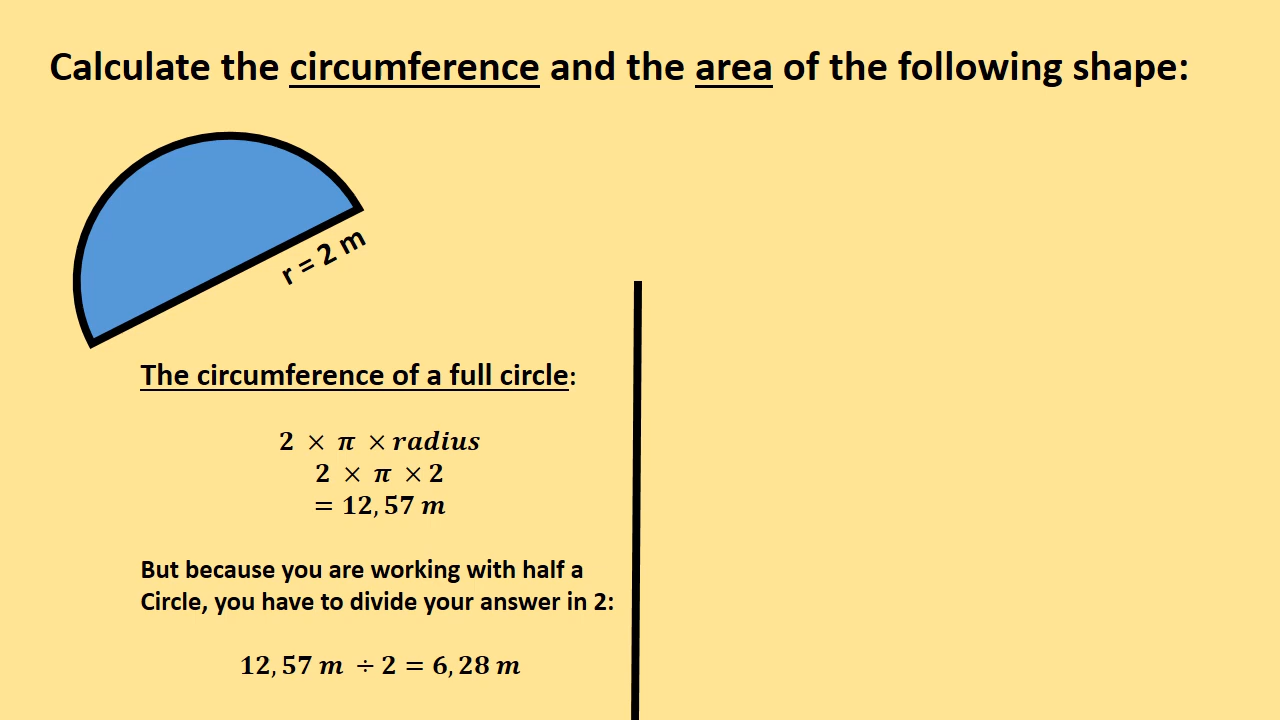 Calculate the circumference and the area of the following shape:
r = 2 m
The circumference of a full circle:
2 × π × radius
2 × π × 2
= 12,57 m
But because you are working with half a
Circle, you have to divide your answer in 2:
12,57 m ÷ 2 = 6,28 m